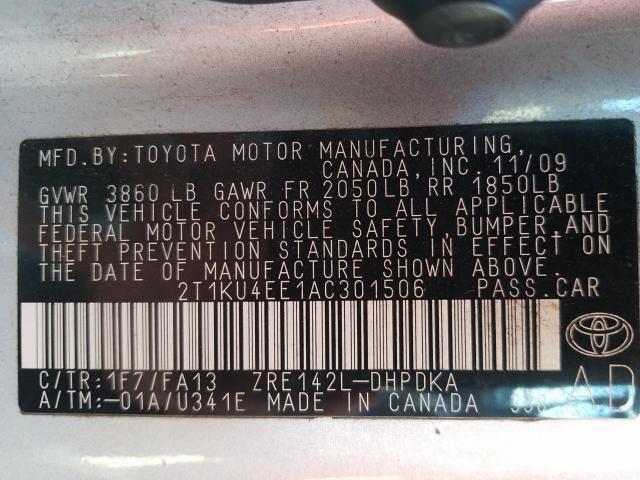 MFD.BY:TOYOTA MOTOR MANUFACTURING,
CANADA,INC. 11/09
GVWR 3860 LB GAWR FR 2050LB RR 1850LB
THIS VEHICLE CONFORMS TO ALL APPLICABLE
FEDERAL MOTOR VEHICLE SAFETY,BUMPER,AND
THEFT PREVENTION STANDARDS IN EFFECT ON
THE DATE OF MANUFACTURE SHOWN ABOVE.
2T1KU4EE1AC301506 PASS.CAR
C/TR:1F7/FA13 ZRE142L-DHPDKA
A/TM:-01A/U341E MADE IN CANADA
AD